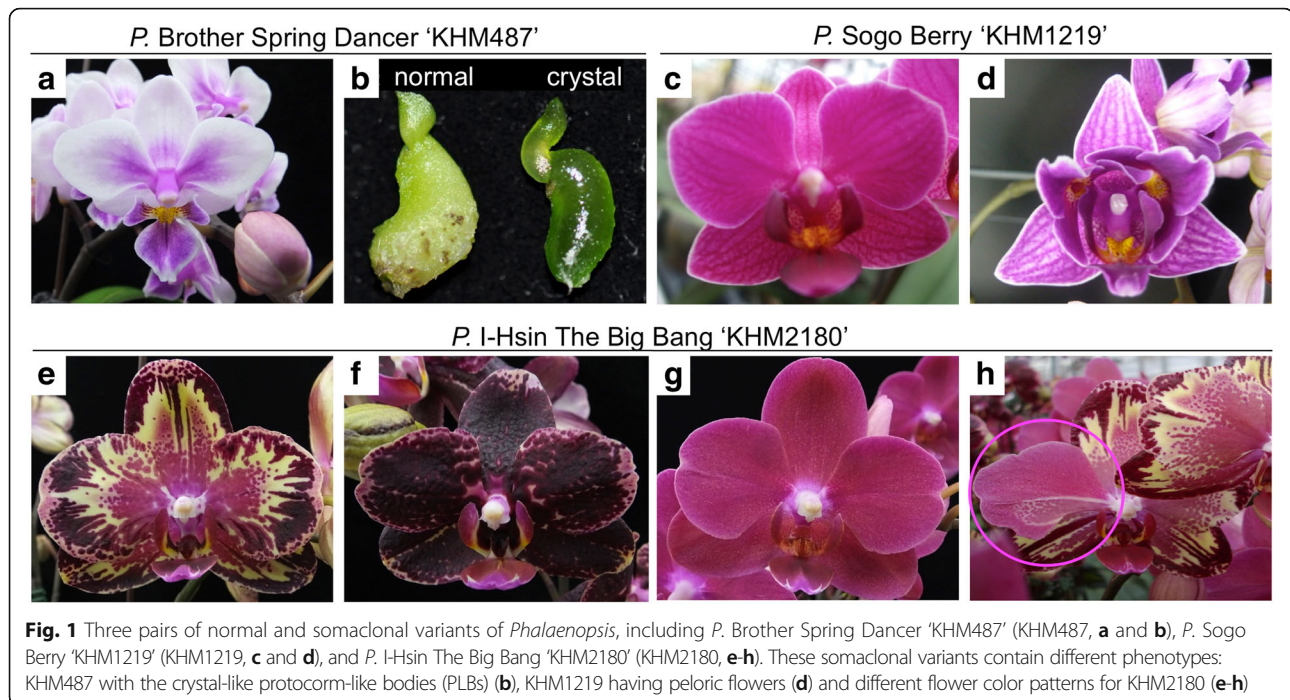 P. Brother Spring Dancer ‘KHM487’
P. Sogo Berry ‘KHM1219’
a
b
normal
crystal
c
d
P. I-Hsin The Big Bang ‘KHM2180’
e
f
g
h
Fig. 1 Three pairs of normal and somaclonal variants of Phalaenopsis, including P. Brother Spring Dancer ‘KHM487’ (KHM487, a and b), P. Sogo
Berry ‘KHM1219’ (KHM1219, c and d), and P. I-Hsin The Big Bang ‘KHM2180’ (KHM2180, e-h). These somaclonal variants contain different phenotypes:
KHM487 with the crystal-like protocorm-like bodies (PLBs) (b), KHM1219 having peloric flowers (d) and different flower color patterns for KHM2180 (e-h)